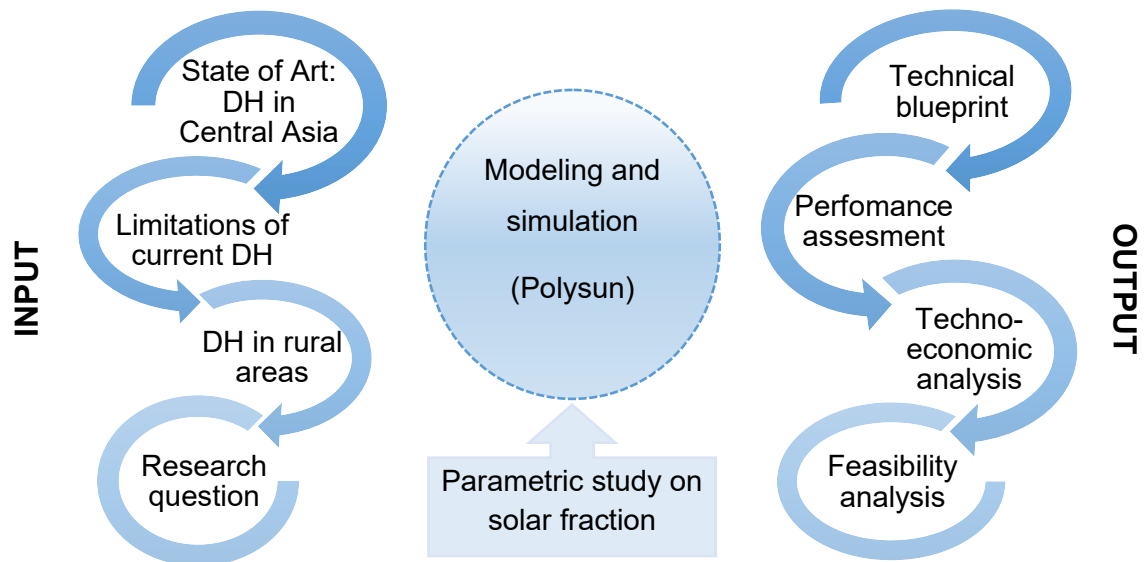 INPUT
State of Art:
DH in
Central Asia
Limitations of
current DH
DH in rural
areas
Research
question
Modeling and
simulation
(Polysun)
Parametric study on
solar fraction
Technical
blueprint
Perfomance
assesment
Techno-
economic
analysis
Feasibility
analysis
OUTPUT